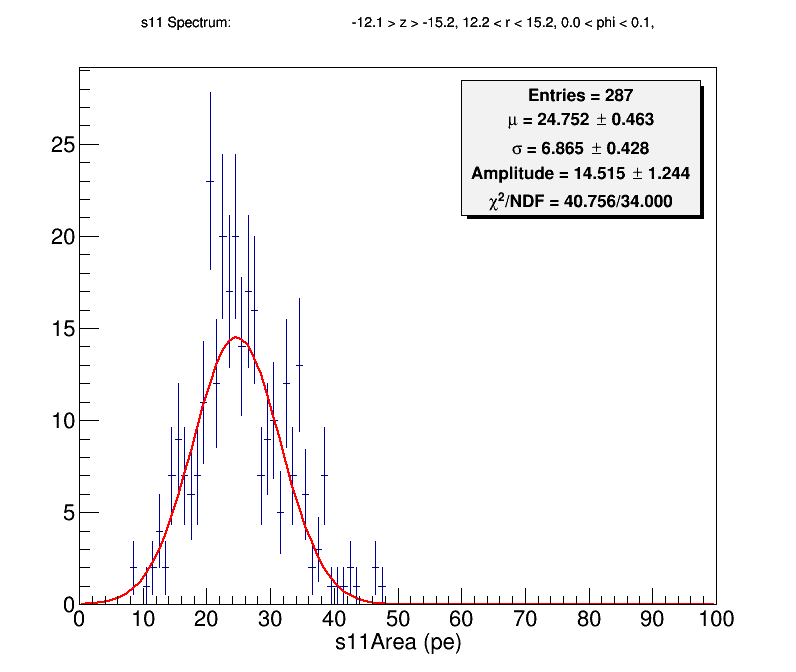 s11 Spectrum: -12.1 > z > -15.2, 12.2 < r < 15.2, 0.0 < phi < 0.1,
Entries = 287
μ = 24.752 ± 0.463
σ = 6.865 ± 0.428
Amplitude = 14.515 ± 1.244
χ²/NDF = 40.756/34.000
25
20
15
10
5
0
0 10 20 30 40 50 60 70 80 90 100
s11Area (pe)